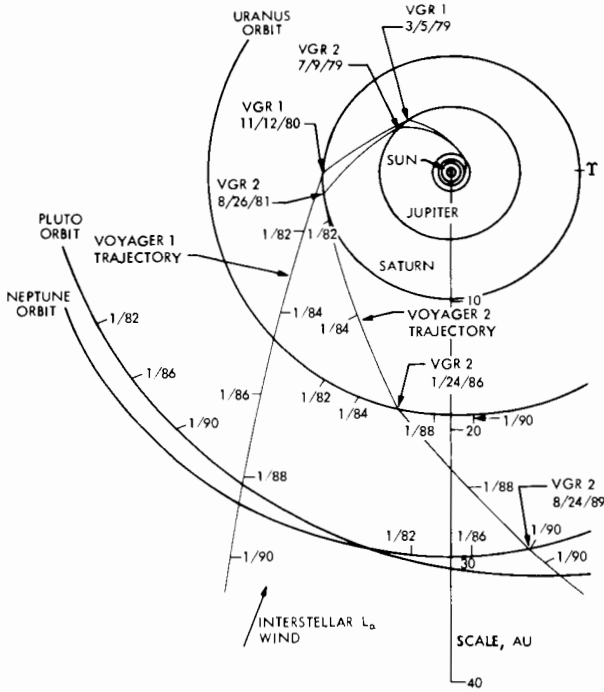 URANUS
ORBIT
VGR 1
3/5/79
VGR 2
7/9/79
VGR 1
11/12/80
SUN
ϒ
VGR 2
8/26/81
JUPITER
PLUTO
ORBIT
VOYAGER 1
TRAJECTORY
1/82
1/82
SATURN
NEPTUNE
ORBIT
10
1/82
1/84
1/84
VOYAGER 2
TRAJECTORY
1/86
1/86
1/82
1/84
VGR 2
1/24/86
1/90
1/88
1/90
20
1/88
1/88
VGR 2
8/24/89
1/90
1/82
1/86
1/90
1/90
30
INTERSTELLAR Lα
WIND
SCALE, AU
40